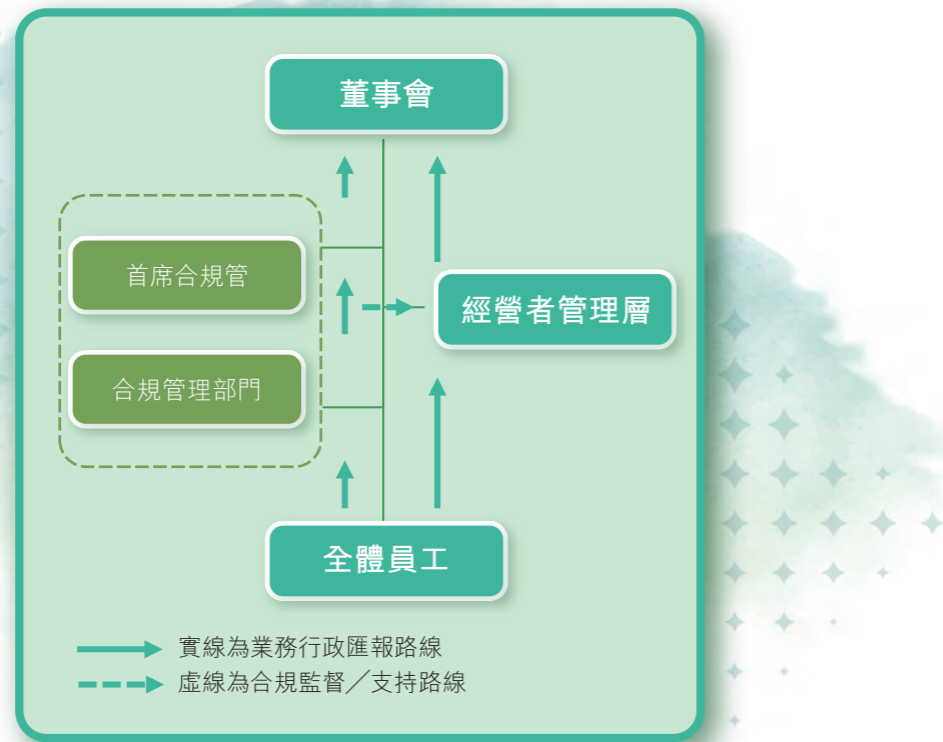 董事會
首席合規管
經營者管理層
合規管理部門
全體員工
實線為業務行政匯報路線
虛線為合規監督／支持路線